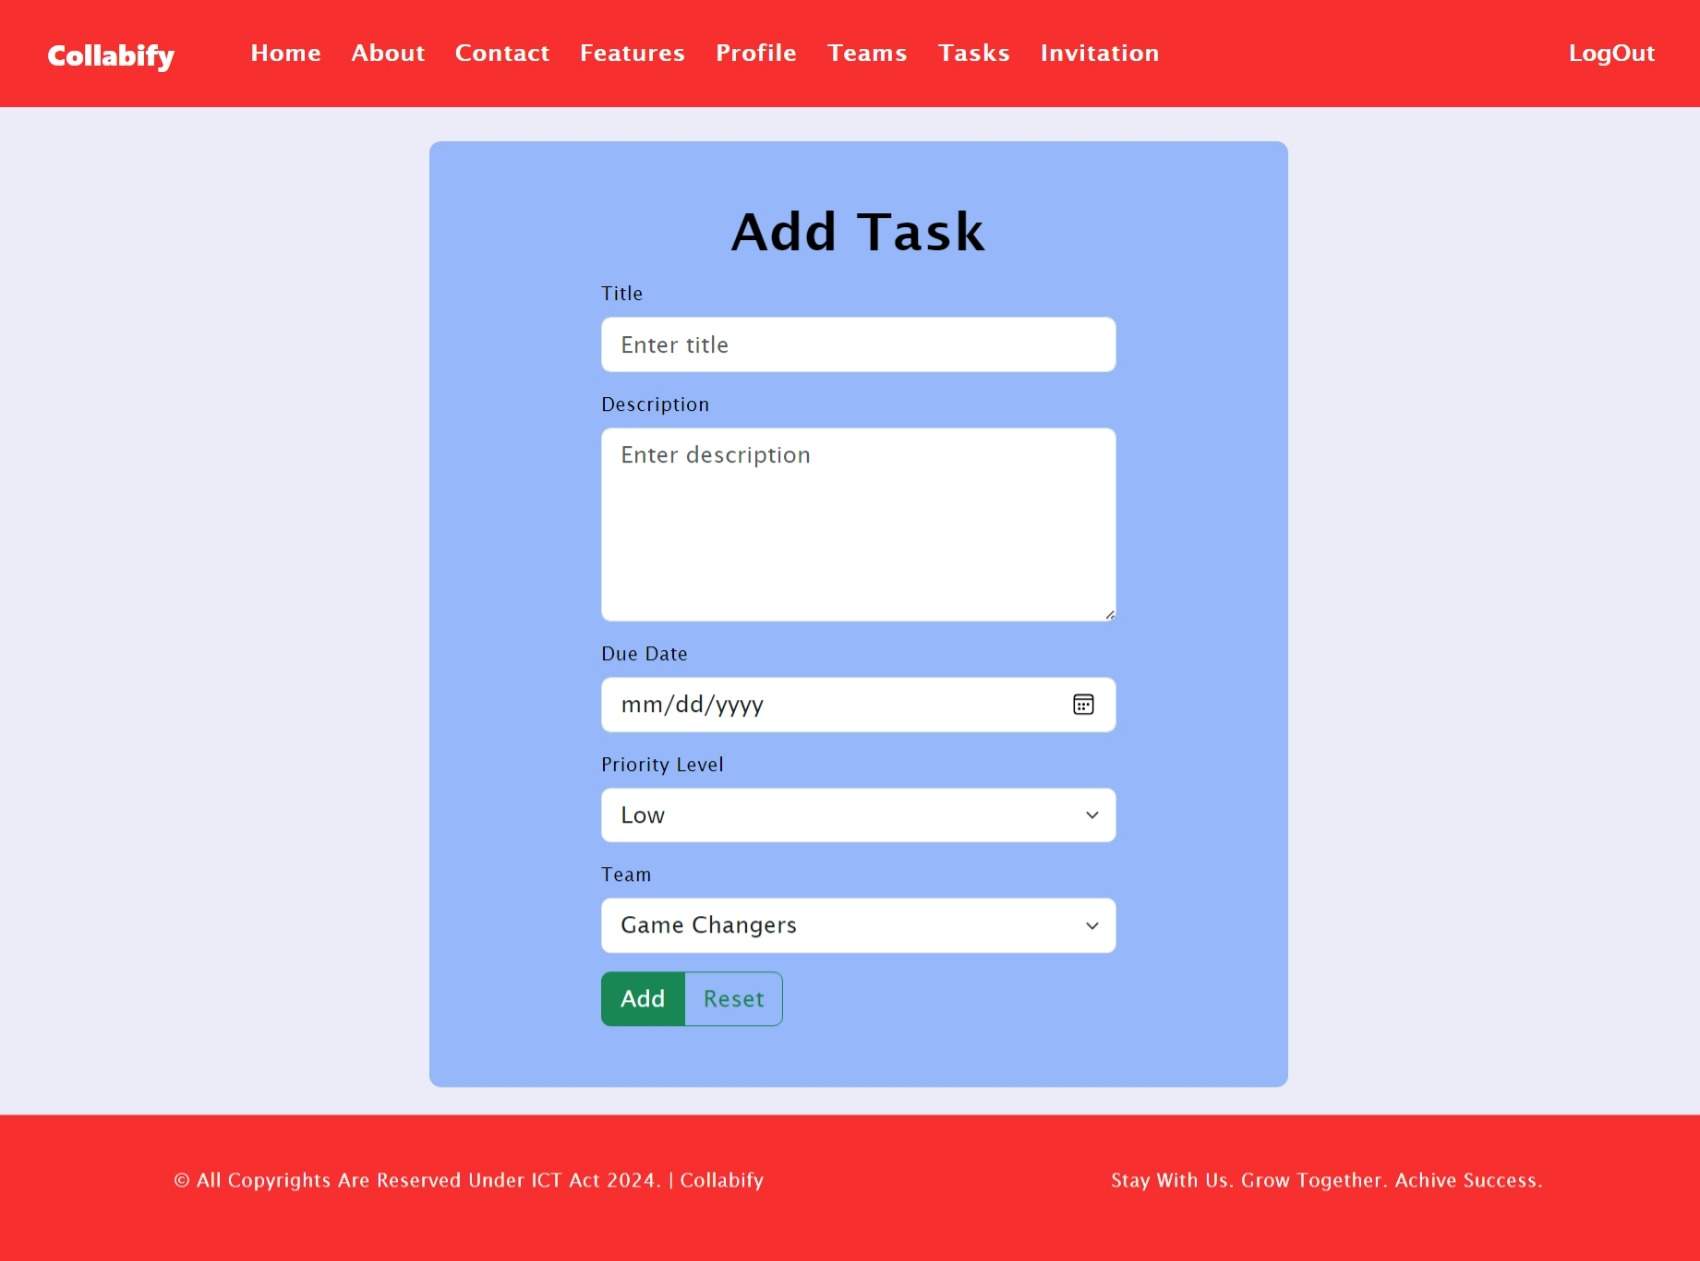 Collabify Home About Contact Features Profile Teams Tasks Invitation LogOut
Add Task
Title
Enter title
Description
Enter description
Due Date
mm/dd/yyyy
Priority Level
Low
Team
Game Changers
Add Reset
© All Copyrights Are Reserved Under ICT Act 2024. | Collabify Stay With Us. Grow Together. Achive Success.